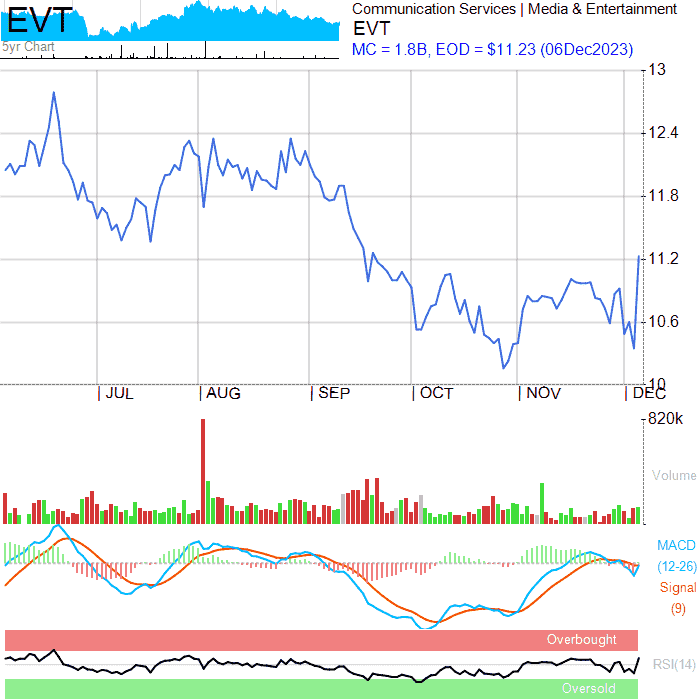 EVT
5yr Chart
Communication Services | Media & Entertainment
EVT
MC = 1.8B, EOD = $11.23 (06Dec2023)
13
12.4
11.8
11.2
10.6
10
JUL
AUG
SEP
OCT
NOV
DEC
820k
Volume
MACD
(12-26)
Signal
(9)
Overbought
RSI(14)
Oversold